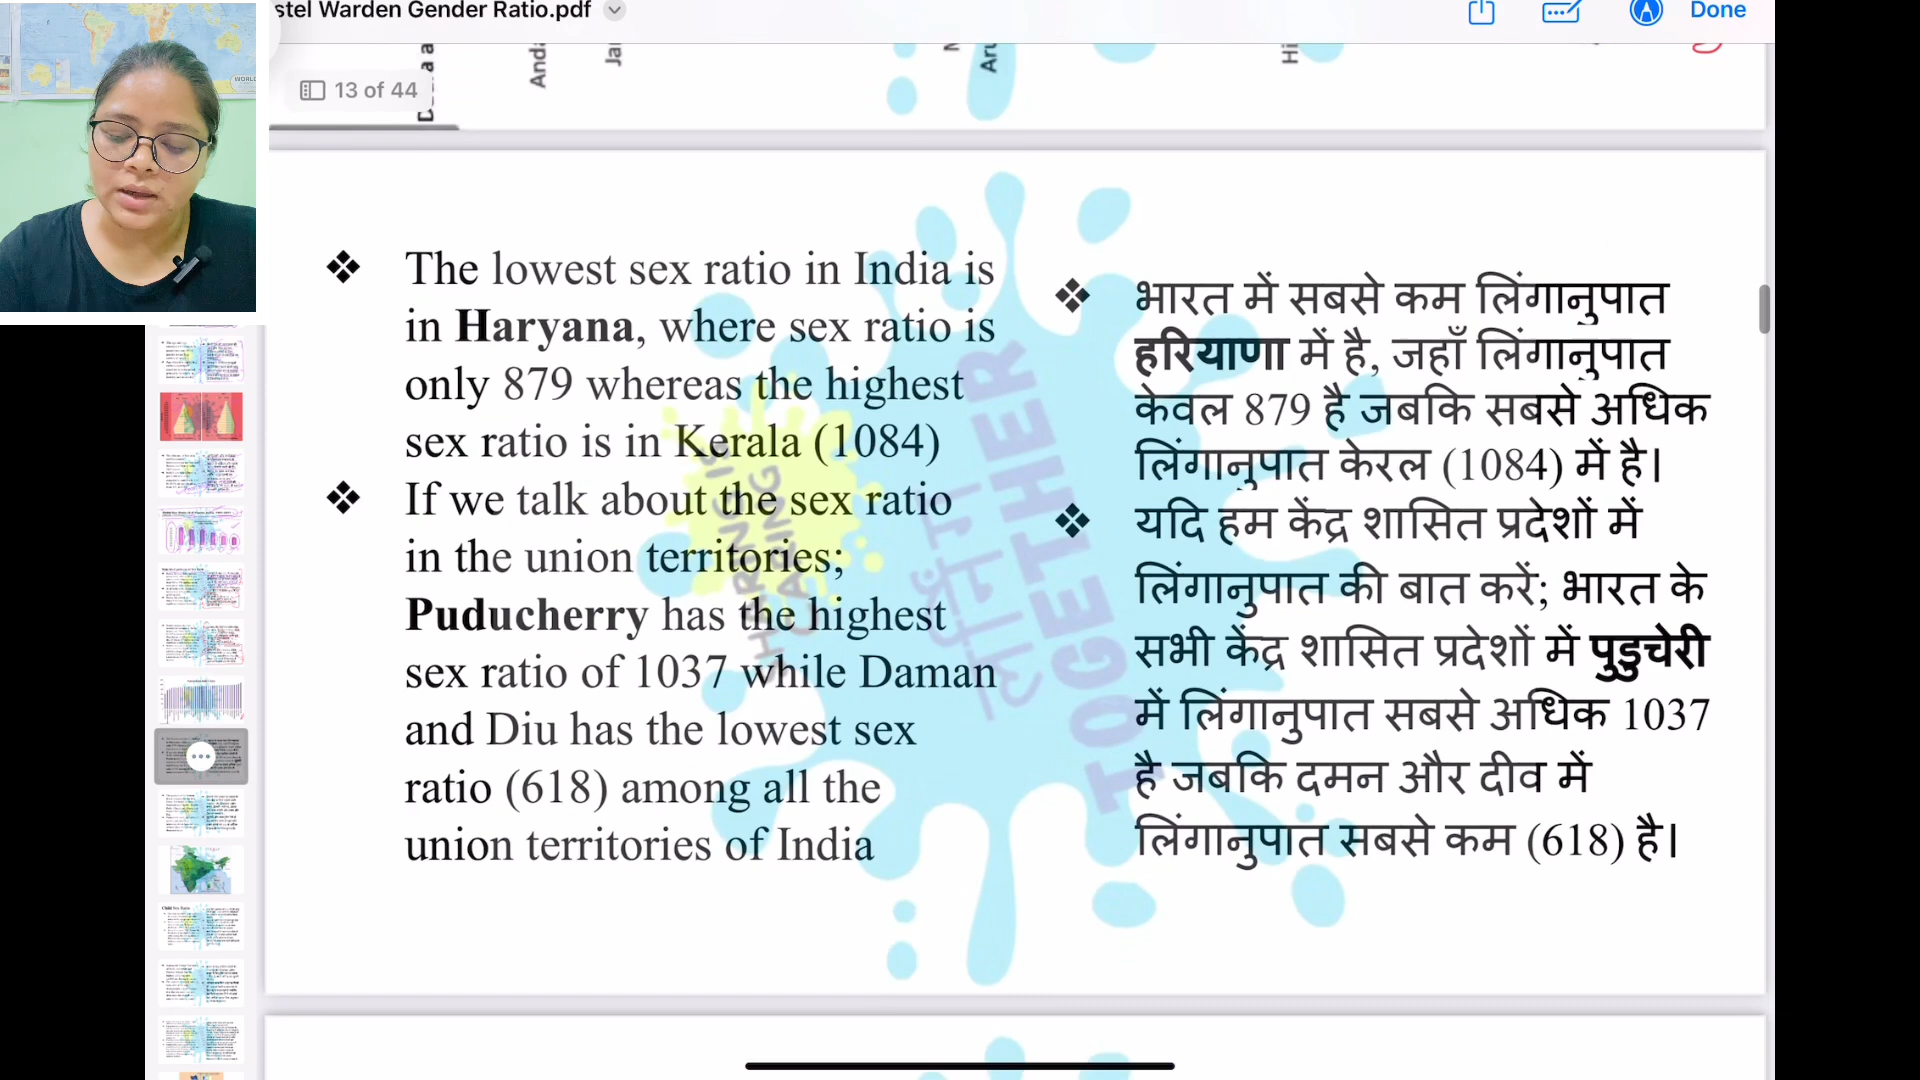 stel Warden Gender Ratio.pdf
Done
13 of 44
WORL
The lowest sex ratio in India is
in Haryana, where sex ratio is
only 879 whereas the highest
sex ratio is in Kerala (1084)
If we talk about the sex ratio
in the union territories;
Puducherry has the highest
sex ratio of 1037 while Daman
and Diu has the lowest sex
ratio (618) among all the
union territories of India
भारत में सबसे कम लिंगानुपात
हरियाणा में है, जहाँ लिंगानुपात
केवल 879 है जबकि सबसे अधिक
लिंगानुपात केरल (1084) में है।
यदि हम केंद्र शासित प्रदेशों में
लिंगानुपात की बात करें; भारत के
सभी केंद्र शासित प्रदेशों में पुडुचेरी
में लिंगानुपात सबसे अधिक 1037
है जबकि दमन और दीव में
लिंगानुपात सबसे कम (618) है।
TOGETHER